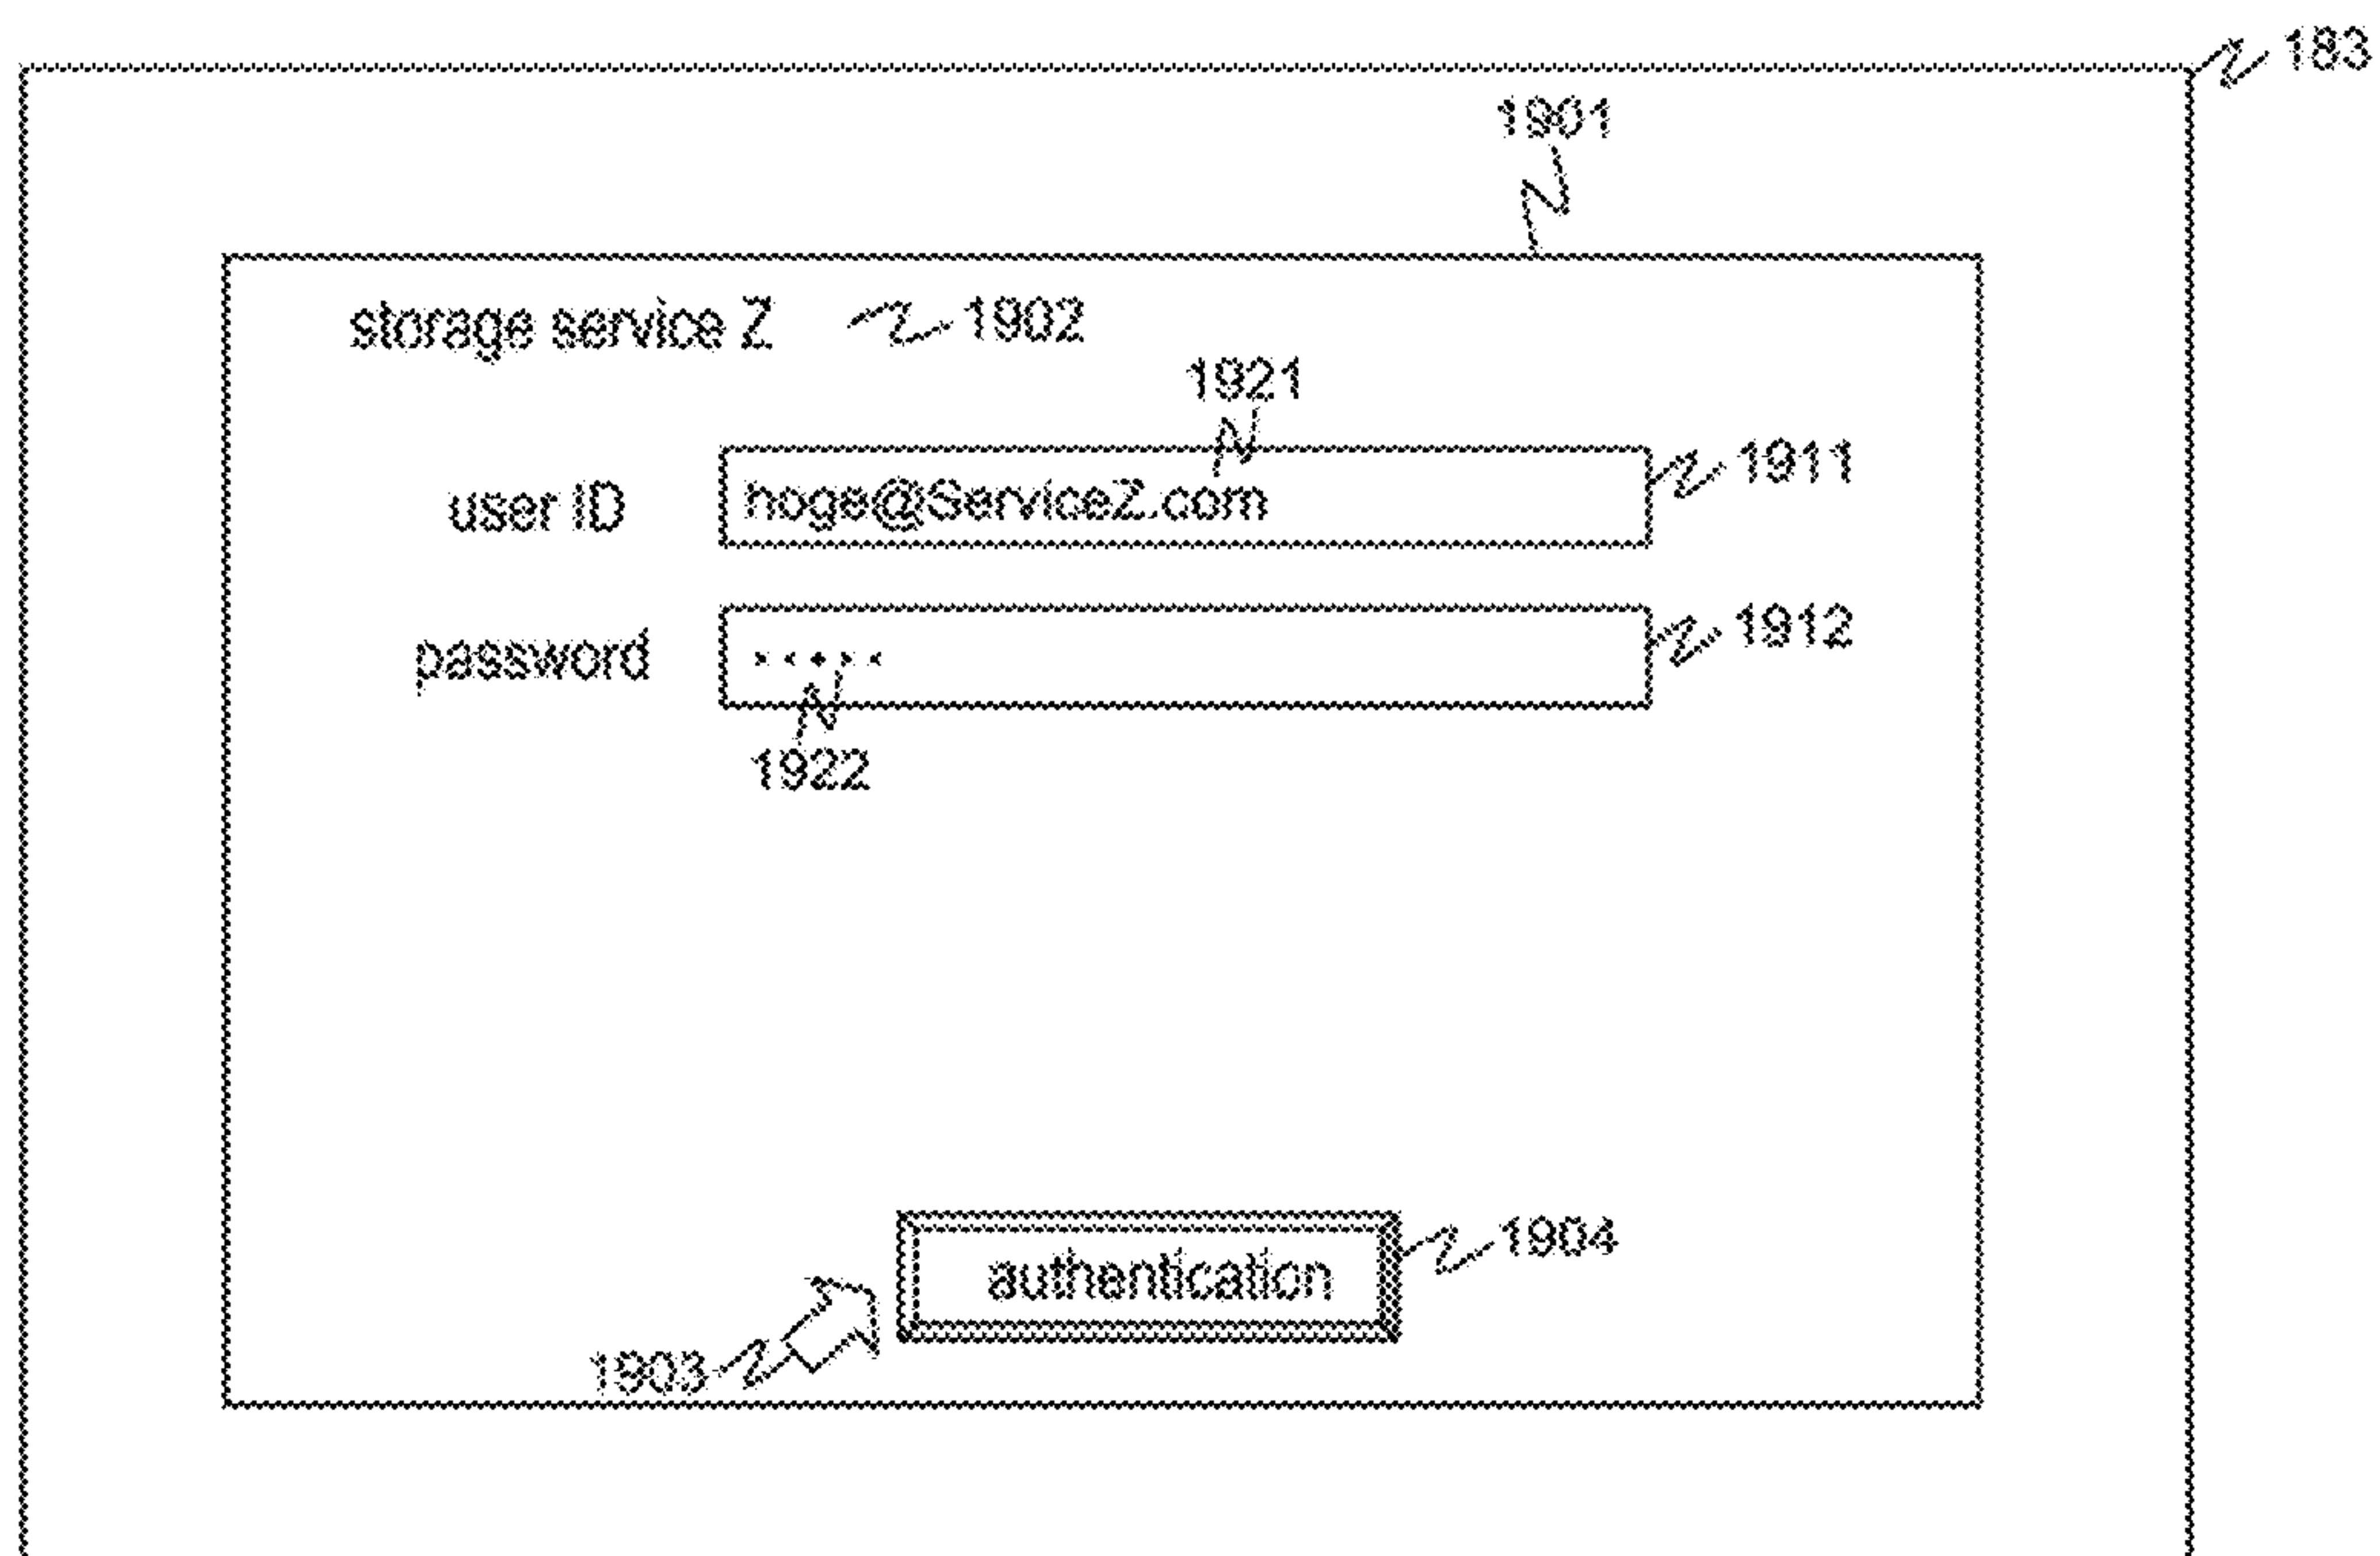 183
1901
storage service Z 1902
1921
user ID hoge@ServiceZ.com 1911
password ••••• 1912
1922
authentication 1904
1903